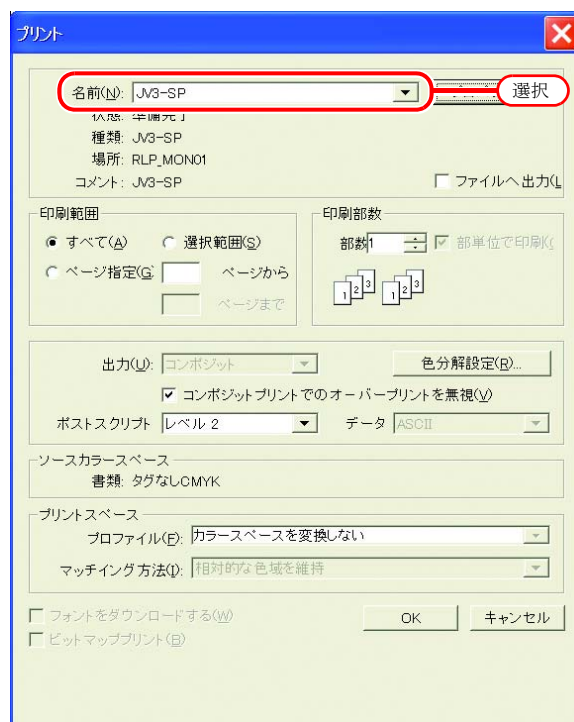 プリント
名前(N): JV3-SP
選択
状態: 準備完了
種類: JV3-SP
場所: RLP_MON01
コメント: JV3-SP
ファイルへ出力(L
印刷範囲
すべて(A) 選択範囲(S)
ページ指定(G) ページから
ページまで
印刷部数
部数 1 部単位で印刷(
1 2 3 1 2 3
出力(U): コンポジット 色分解設定(R)...
コンポジットプリントでのオーバープリントを無視(V)
ポストスクリプト レベル 2 データ ASCII
ソースカラースペース
書類: タグなしCMYK
プリントスペース
プロファイル(F): カラースペースを変換しない
マッチング方法(I): 相対的な色域を維持
フォントをダウンロードする(W) OK キャンセル
ビットマッププリント(B)